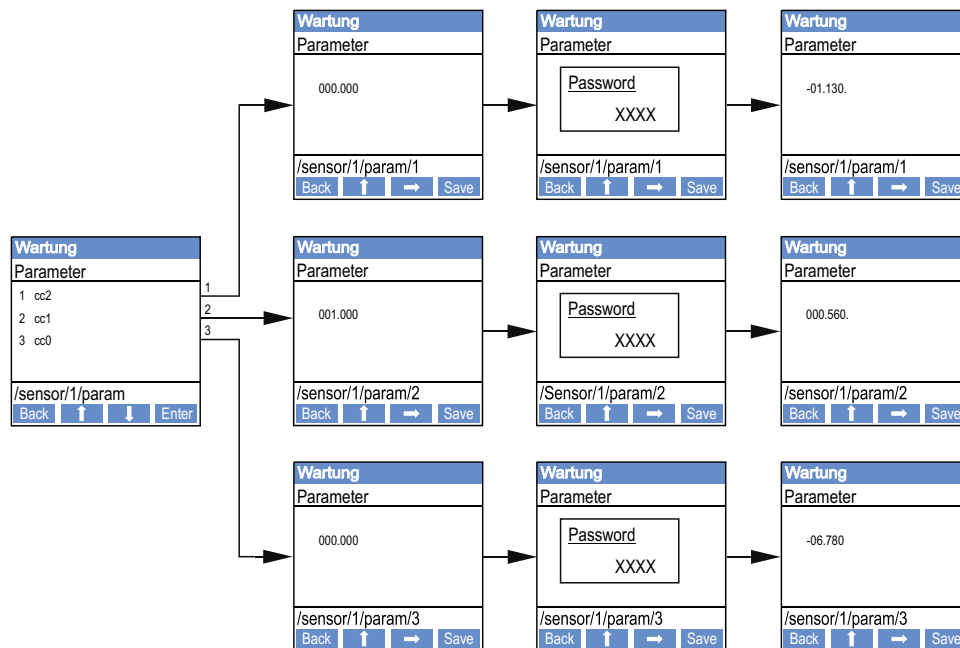 Wartung
Parameter
000.000
/sensor/1/param/1
Back Save
Wartung
Parameter
Password
XXXX
/sensor/1/param/1
Back Save
Wartung
Parameter
-01.130.
/sensor/1/param/1
Back Save
Wartung
Parameter
1 cc2
2 cc1
3 cc0
/sensor/1/param
Back Enter
1
2
3
Wartung
Parameter
001.000
/sensor/1/param/2
Back Save
Wartung
Parameter
Password
XXXX
/Sensor/1/param/2
Back Save
Wartung
Parameter
000.560.
/sensor/1/param/2
Back Save
Wartung
Parameter
000.000
/sensor/1/param/3
Back Save
Wartung
Parameter
Password
XXXX
/sensor/1/param/3
Back Save
Wartung
Parameter
-06.780
/sensor/1/param/3
Back Save